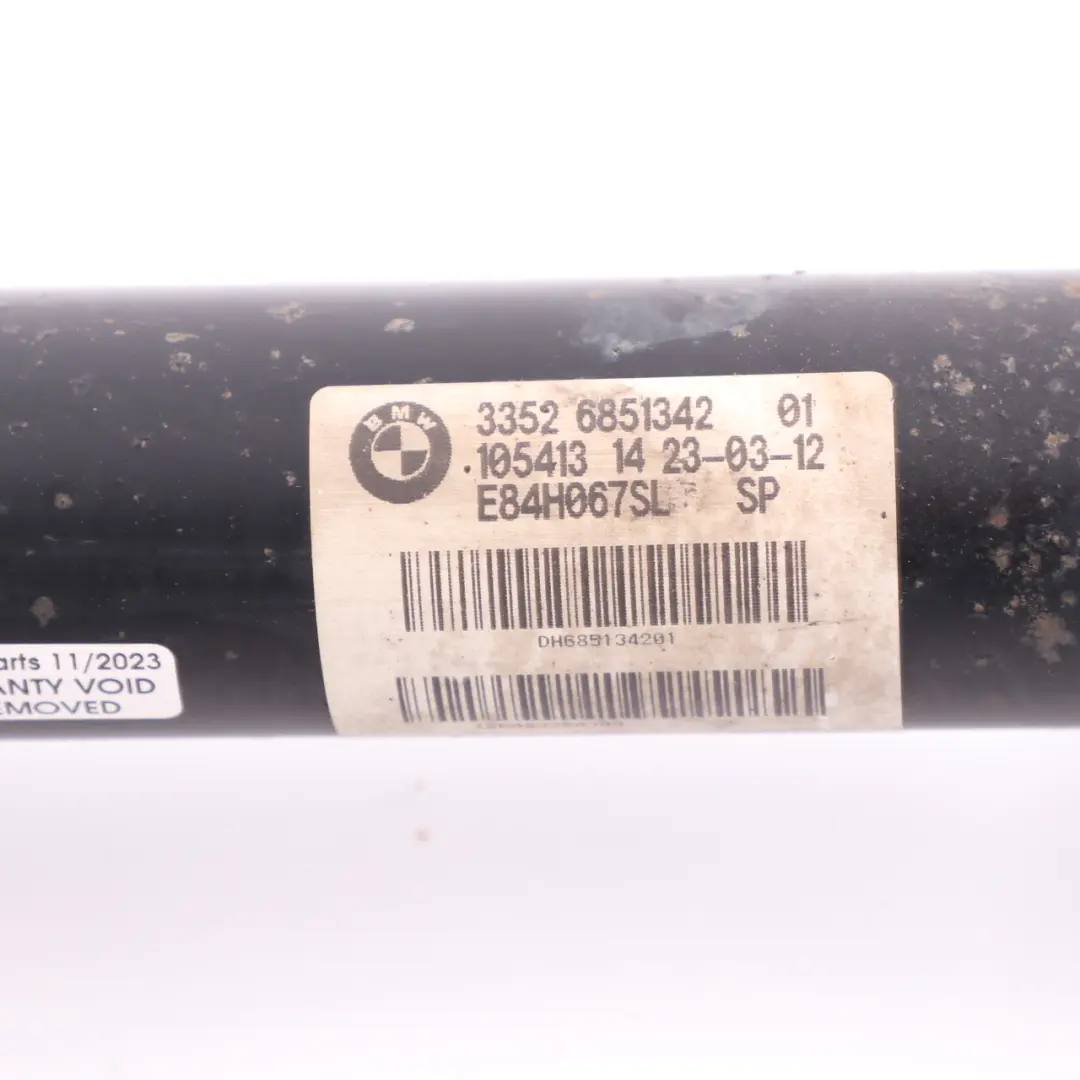 BMW
3352 6851342 01
.105413 14 23-03-12
E84H067SL SP
DH685134201
arts 11/2023
ANTY VOID
EMOVED